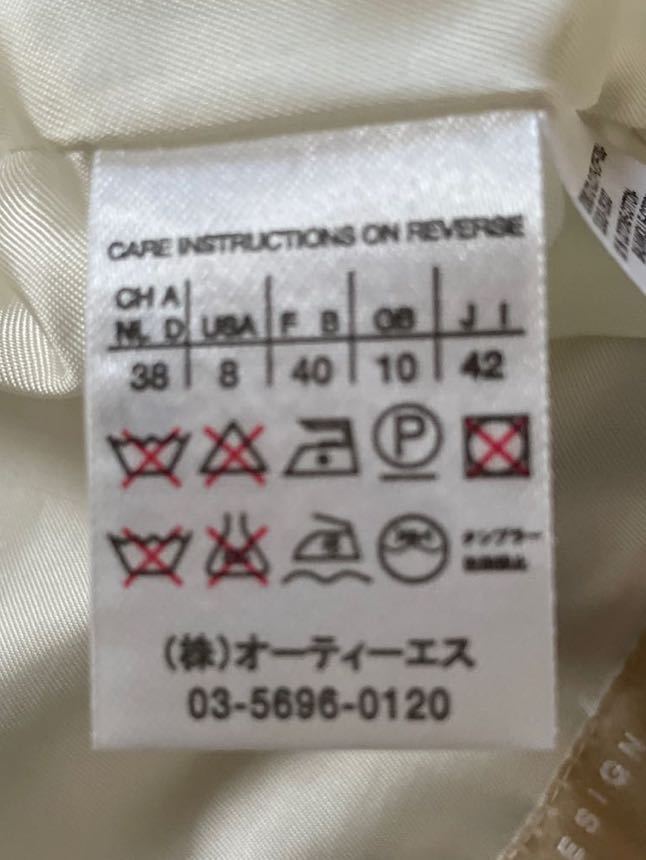 CARE INSTRUCTIONS ON REVERSE
CH A
NL D USA F B GB J I
38 8 40 10 42
P
タンブラー
(株)オーティーエス
03-5696-0120
ESIGN